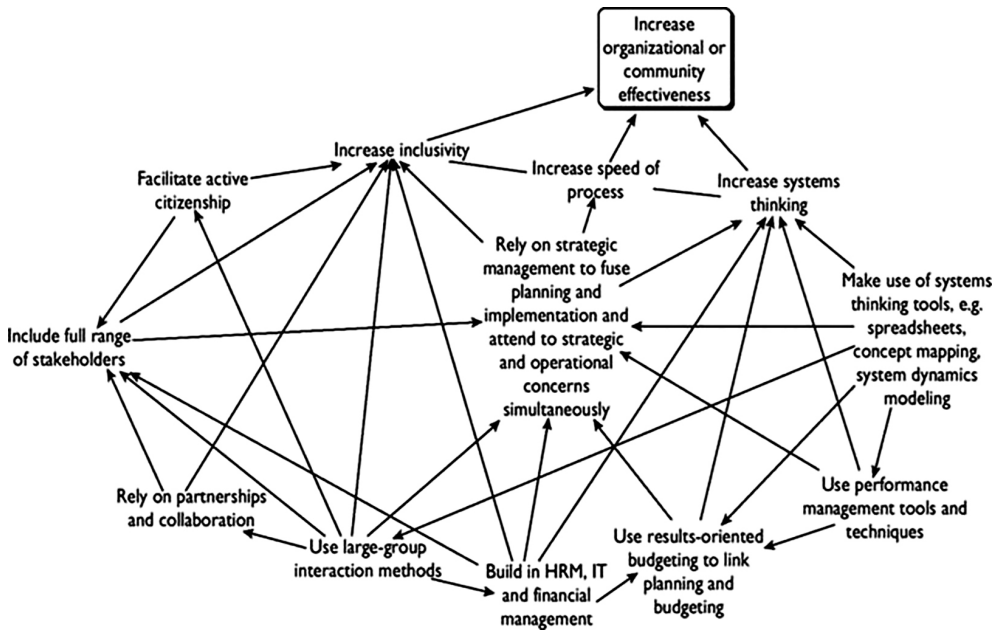 Increase
organizational or
community
effectiveness
Increase inclusivity
Facilitate active
citizenship
Increase speed of
process
Increase systems
thinking
Rely on strategic
management to fuse
planning and
implementation and
attend to strategic
and operational
concerns
simultaneously
Make use of systems
thinking tools, e.g.
spreadsheets,
concept mapping,
system dynamics
modeling
Include full range
of stakeholders
Rely on partnerships
and collaboration
Use large-group
interaction methods
Build in HRM, IT
and financial
management
Use results-oriented
budgeting to link
planning and
budgeting
Use performance
management tools and
techniques